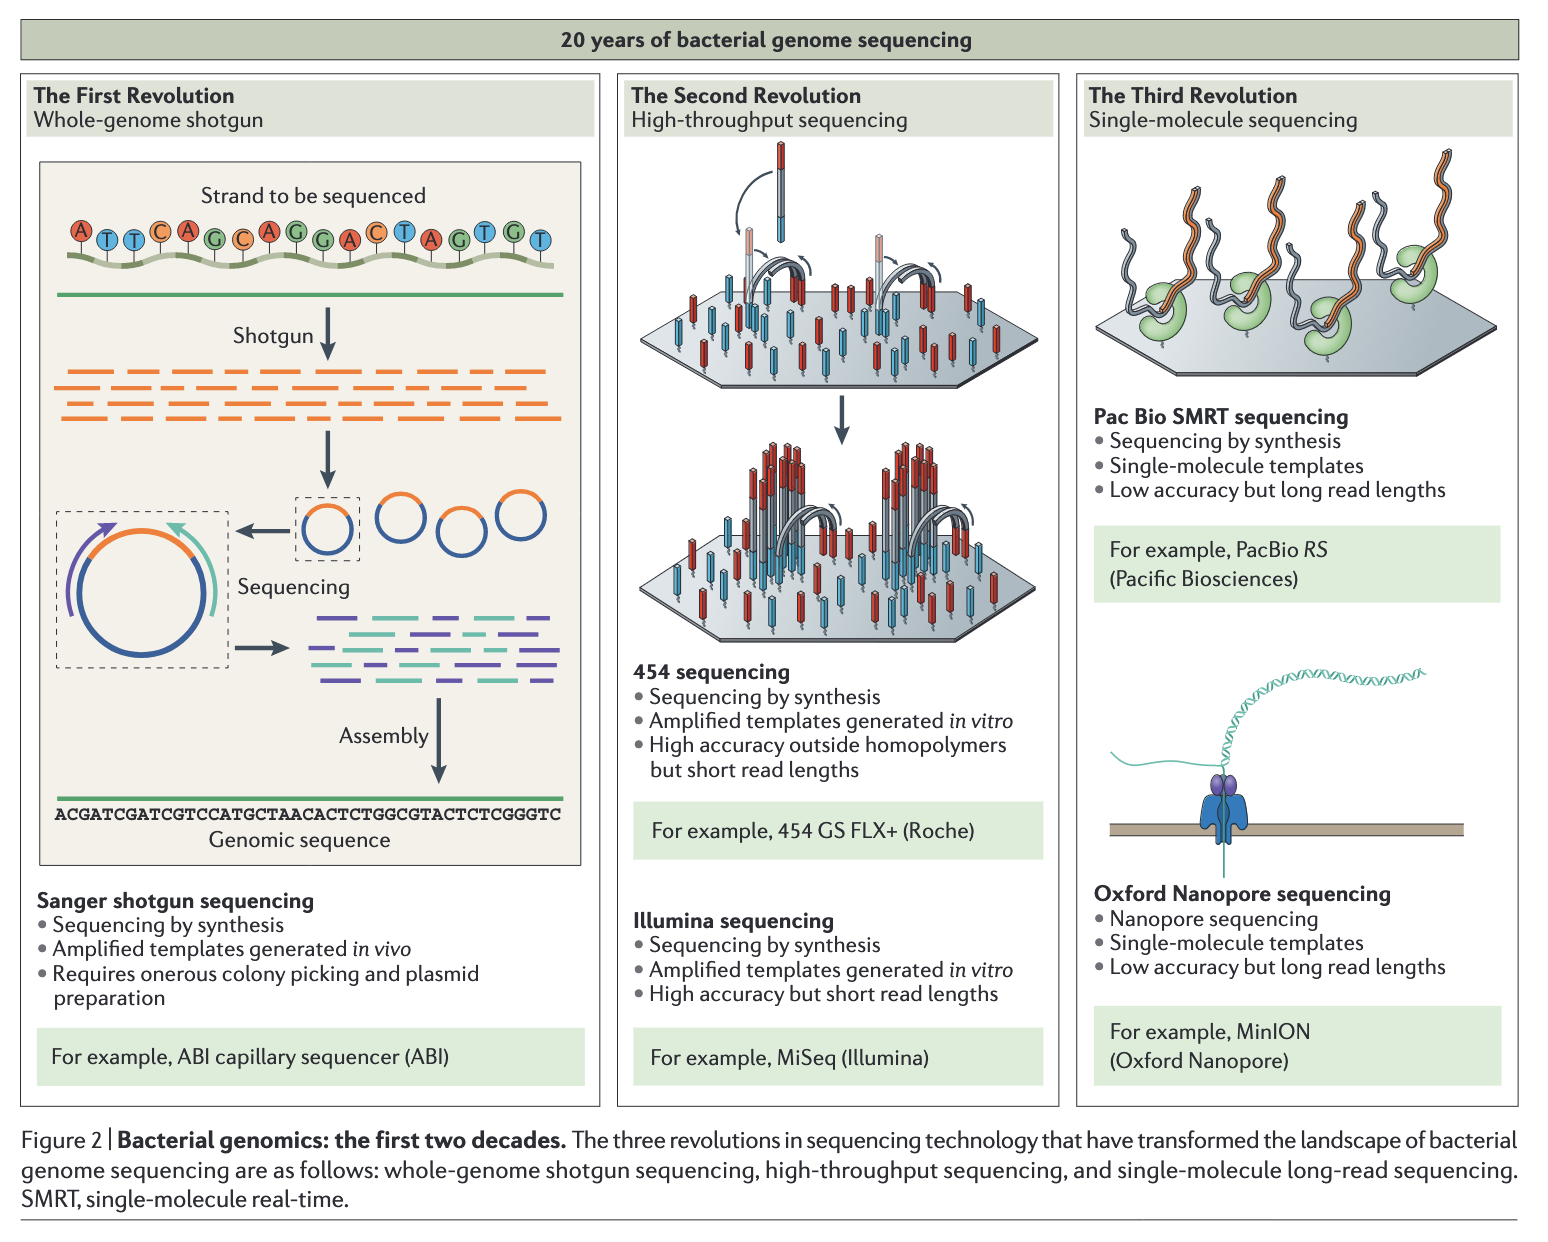 20 years of bacterial genome sequencing
The First Revolution
Whole-genome shotgun
Strand to be sequenced
A T T C A G C A G G A C T A G T G T
Shotgun
Sequencing
Assembly
ACGATCGATCGTCCATGCTAACACTCTGGCGTACTCTCGGGTC
Genomic sequence
Sanger shotgun sequencing
• Sequencing by synthesis
• Amplified templates generated in vivo
• Requires onerous colony picking and plasmid
preparation
For example, ABI capillary sequencer (ABI)
The Second Revolution
High-throughput sequencing
454 sequencing
• Sequencing by synthesis
• Amplified templates generated in vitro
• High accuracy outside homopolymers
but short read lengths
For example, 454 GS FLX+ (Roche)
Illumina sequencing
• Sequencing by synthesis
• Amplified templates generated in vitro
• High accuracy but short read lengths
For example, MiSeq (Illumina)
The Third Revolution
Single-molecule sequencing
Pac Bio SMRT sequencing
• Sequencing by synthesis
• Single-molecule templates
• Low accuracy but long read lengths
For example, PacBio RS
(Pacific Biosciences)
Oxford Nanopore sequencing
• Nanopore sequencing
• Single-molecule templates
• Low accuracy but long read lengths
For example, MinION
(Oxford Nanopore)
Figure 2 | Bacterial genomics: the first two decades. The three revolutions in sequencing technology that have transformed the landscape of bacterial
genome sequencing are as follows: whole-genome shotgun sequencing, high-throughput sequencing, and single-molecule long-read sequencing.
SMRT, single-molecule real-time.